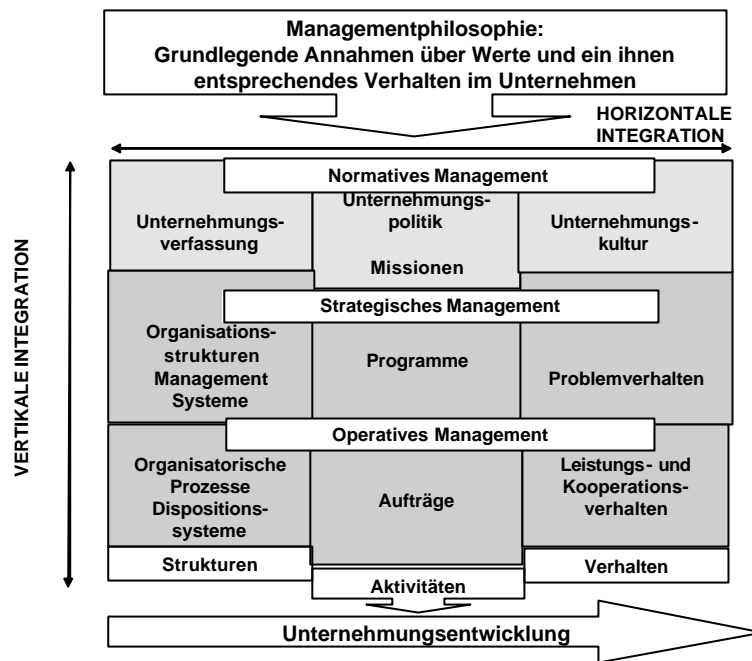 Managementphilosophie:
Grundlegende Annahmen über Werte und ein ihnen
entsprechendes Verhalten im Unternehmen
HORIZONTALE
INTEGRATION
VERTIKALE INTEGRATION
Normatives Management
Unternehmungs-
verfassung
Unternehmungs-
politik
Missionen
Unternehmungs-
kultur
Strategisches Management
Organisations-
strukturen
Management
Systeme
Programme
Problemverhalten
Operatives Management
Organisatorische
Prozesse
Dispositions-
systeme
Aufträge
Leistungs- und
Kooperations-
verhalten
Strukturen
Aktivitäten
Verhalten
Unternehmungsentwicklung